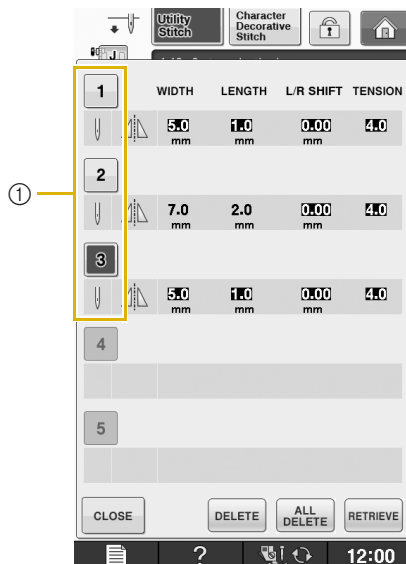 Utility Stitch
Character Decorative Stitch
J
1
WIDTH LENGTH L/R SHIFT TENSION
5.0 mm 1.0 mm 0.00 mm 4.0
2
7.0 mm 2.0 mm 0.00 mm 4.0
①
3
5.0 mm 1.0 mm 0.00 mm 4.0
4
5
CLOSE DELETE ALL DELETE RETRIEVE
? 12:00